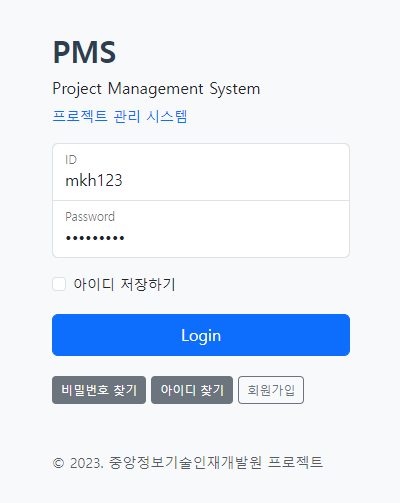 PMS
Project Management System
프로젝트 관리 시스템
ID
mkh123
Password
•••••••••
아이디 저장하기
Login
비밀번호 찾기 아이디 찾기 회원가입
© 2023. 중앙정보기술인재개발원 프로젝트